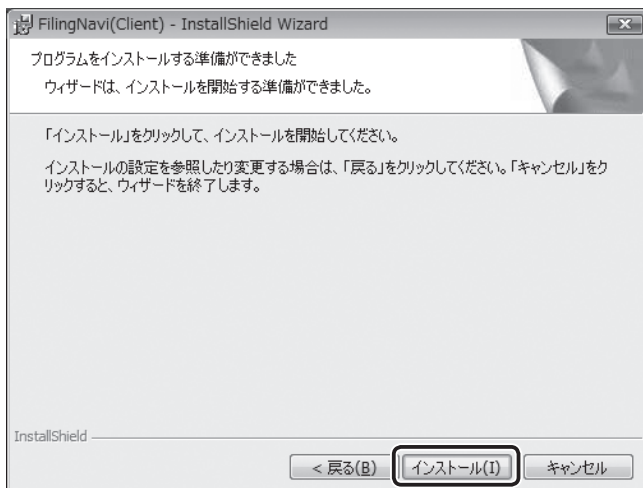 FilingNavi(Client) - InstallShield Wizard
プログラムをインストールする準備ができました
ウィザードは、インストールを開始する準備ができました。
「インストール」をクリックして、インストールを開始してください。
インストールの設定を参照したり変更する場合は、「戻る」をクリックしてください。「キャンセル」をク
リックすると、ウィザードを終了します。
InstallShield
< 戻る(B) インストール(I) キャンセル